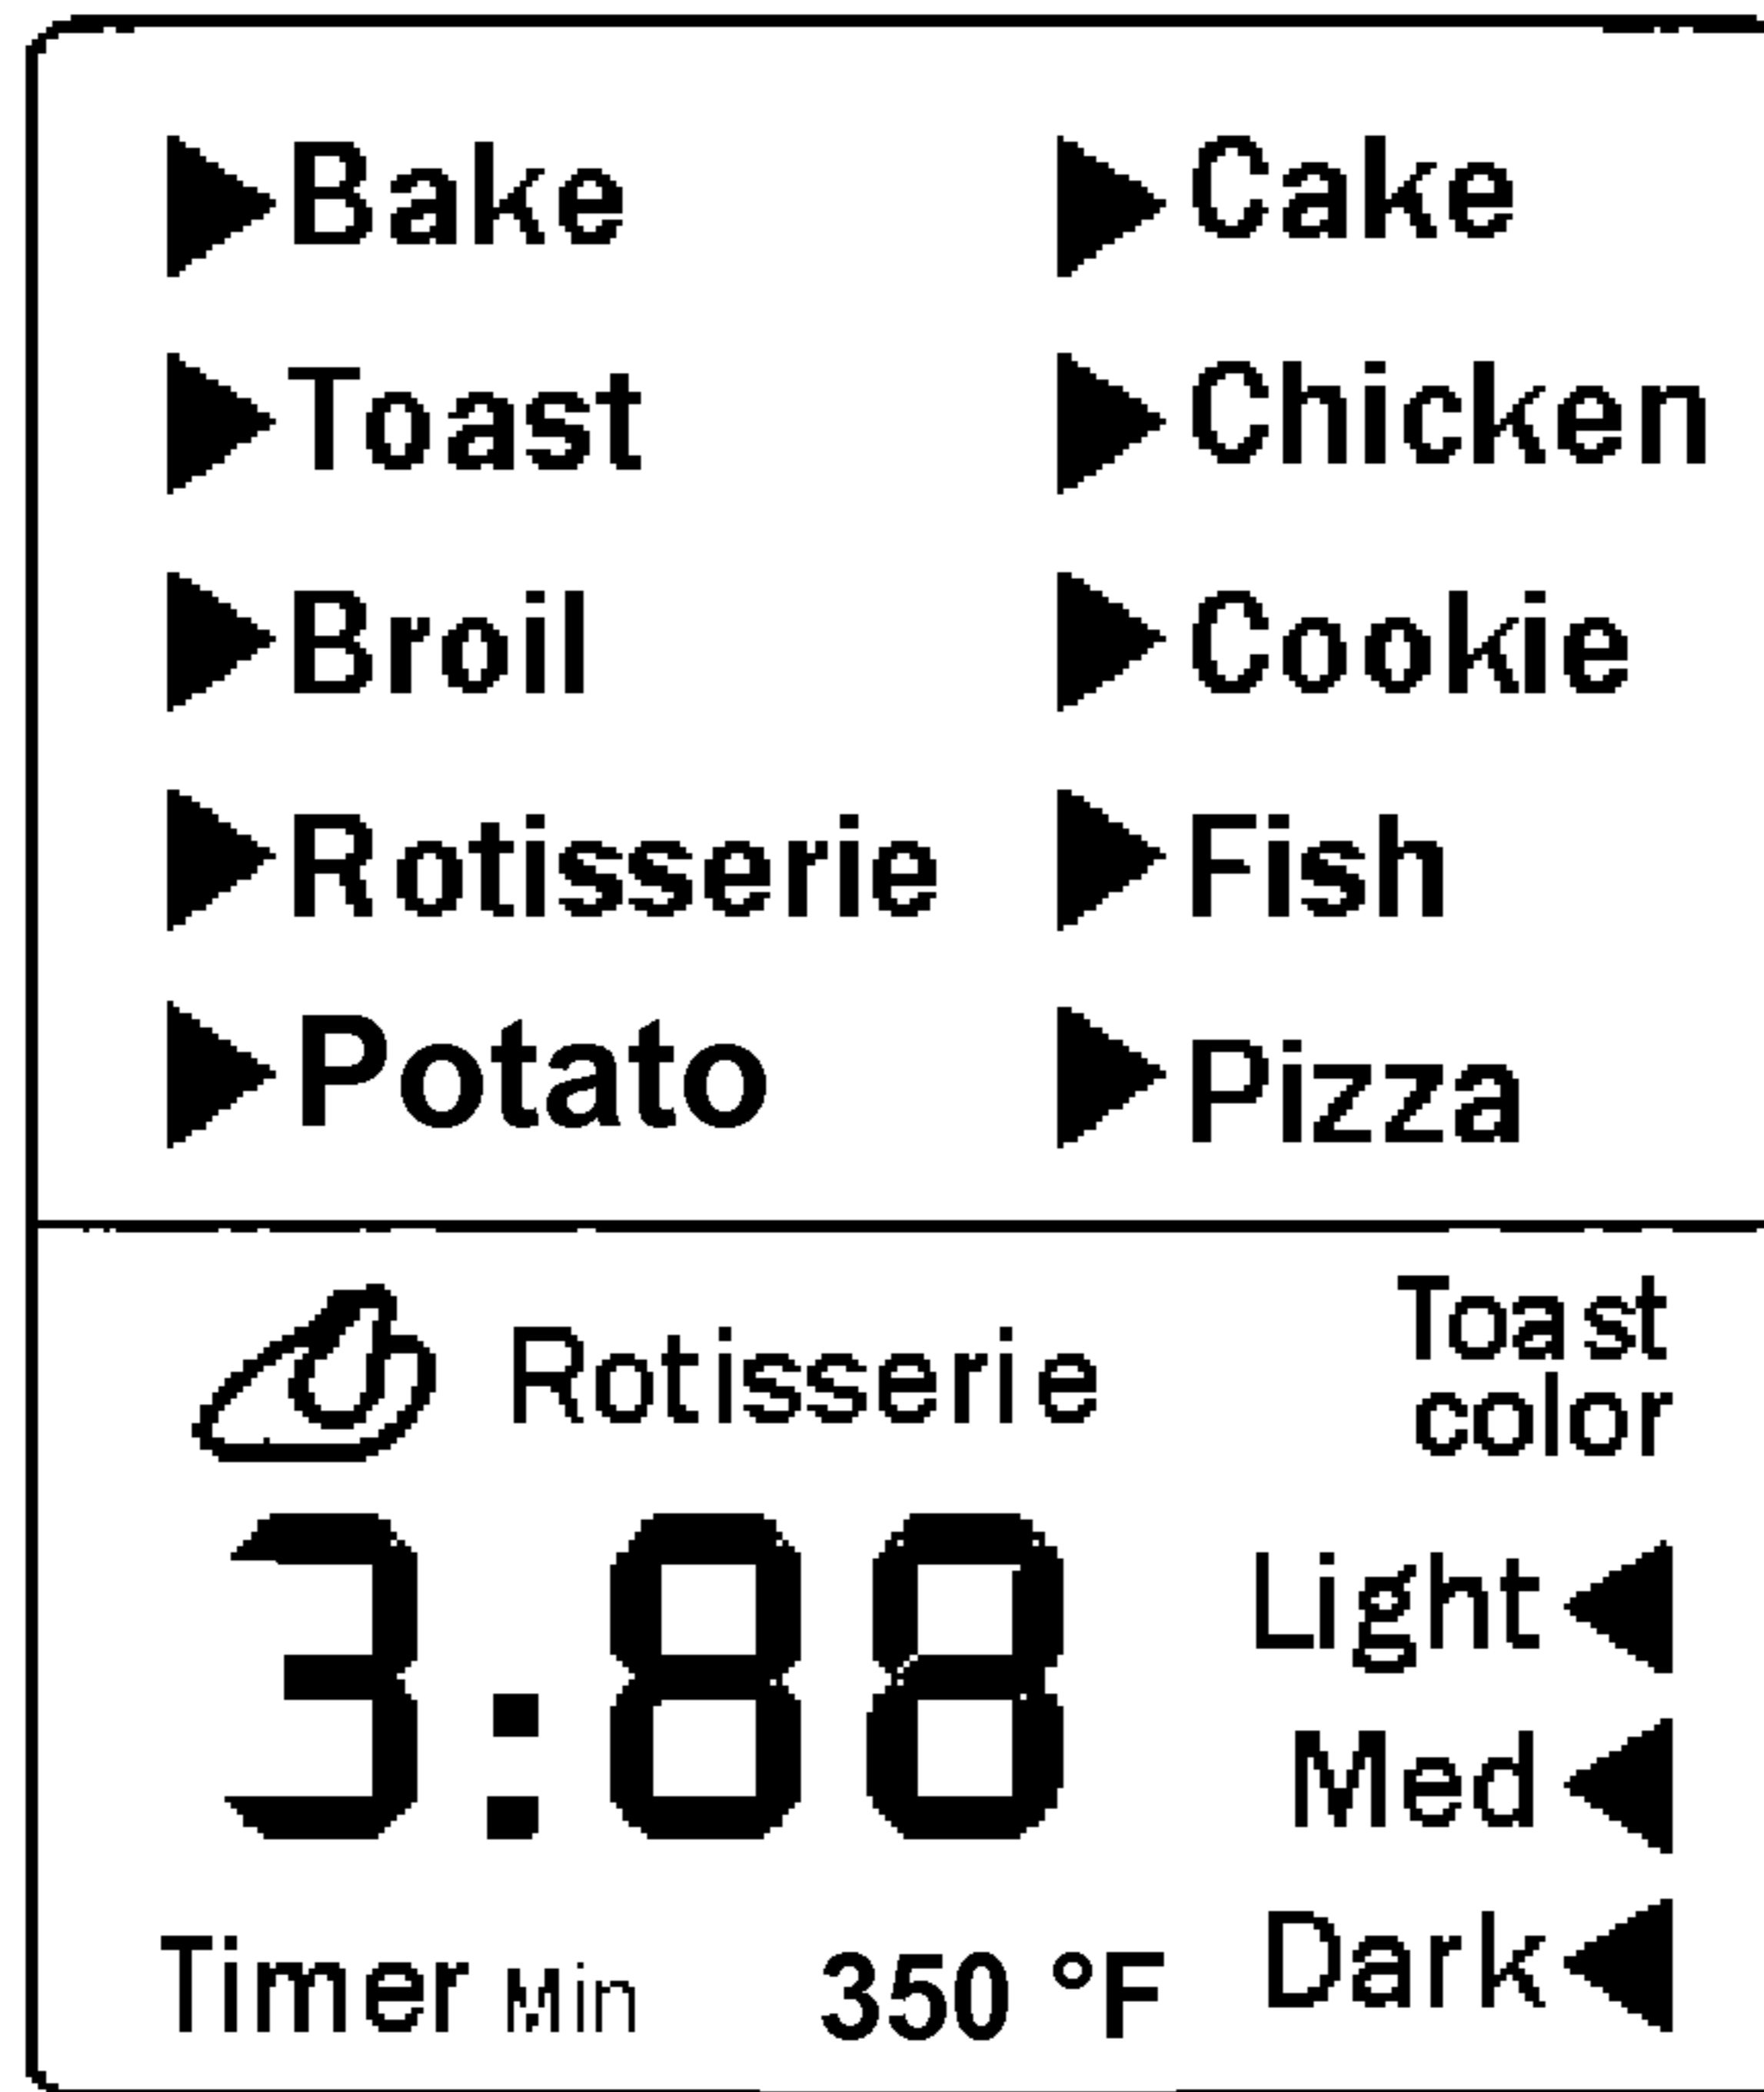 Bake Cake
Toast Chicken
Broil Cookie
Rotisserie Fish
Potato Pizza
Rotisserie Toast
color
3:88
Light
Med
Dark
Timer Min 350 °F